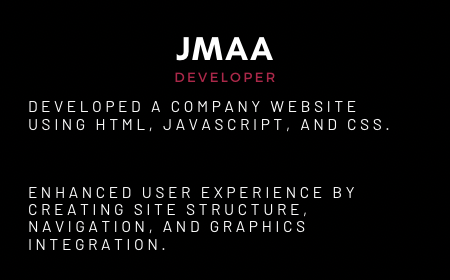 JMAA
DEVELOPER
DEVELOPED A COMPANY WEBSITE
USING HTML, JAVASCRIPT, AND CSS.
ENHANCED USER EXPERIENCE BY
CREATING SITE STRUCTURE,
NAVIGATION, AND GRAPHICS
INTEGRATION.